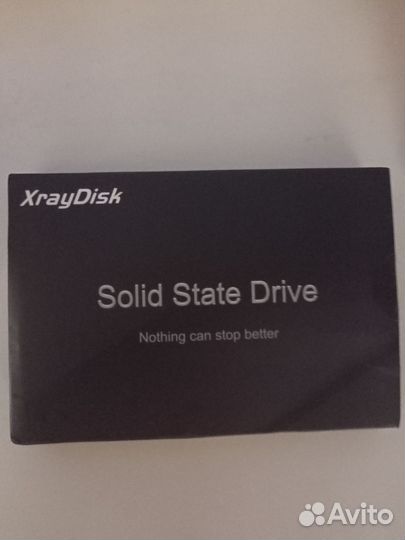 XrayDisk
Solid State Drive
Nothing can stop better
Avito